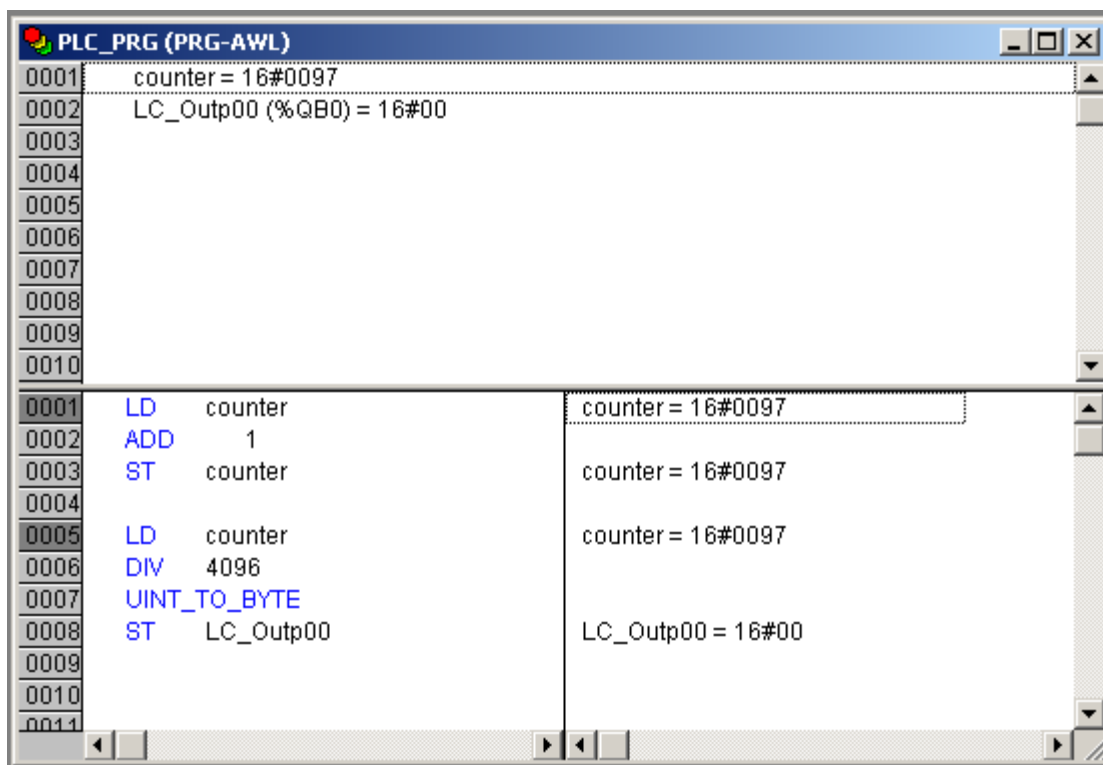 PLC_PRG (PRG-AWL)
0001 counter = 16#0097
0002 LC_Outp00 (%QB0) = 16#00
0003
0004
0005
0006
0007
0008
0009
0010
0001 LD counter counter = 16#0097
0002 ADD 1
0003 ST counter counter = 16#0097
0004
0005 LD counter counter = 16#0097
0006 DIV 4096
0007 UINT_TO_BYTE
0008 ST LC_Outp00 LC_Outp00 = 16#00
0009
0010
0011